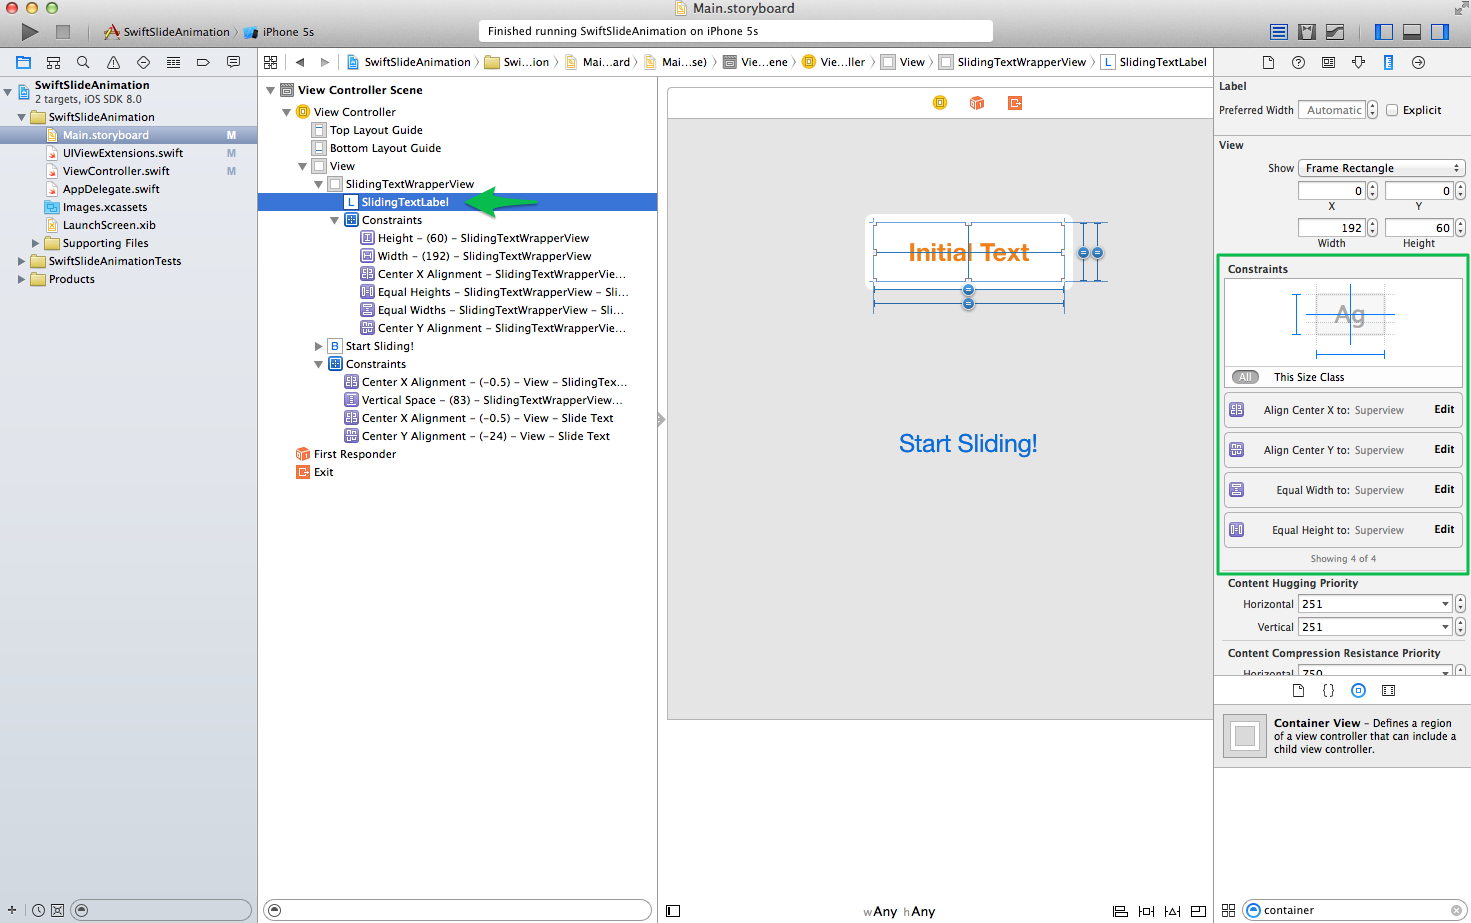 Main.storyboard
SwiftSlideAnimation
iPhone 5s
Finished running SwiftSlideAnimation on iPhone 5s
SwiftSlideAnimation
Swi...ion
Mai...ard
Mai...se)
Vie...ene
Vie...ller
View
SlidingTextWrapperView
L SlidingTextLabel
SwiftSlideAnimation
2 targets, iOS SDK 8.0
SwiftSlideAnimation
Main.storyboard M
UIViewExtensions.swift M
ViewController.swift M
AppDelegate.swift
Images.xcassets
LaunchScreen.xib
Supporting Files
SwiftSlideAnimationTests
Products
View Controller Scene
View Controller
Top Layout Guide
Bottom Layout Guide
View
SlidingTextWrapperView
L SlidingTextLabel
Constraints
Height - (60) - SlidingTextWrapperView
Width - (192) - SlidingTextWrapperView
Center X Alignment - SlidingTextWrapperVie...
Equal Heights - SlidingTextWrapperView - Sli...
Equal Widths - SlidingTextWrapperView - Sli...
Center Y Alignment - SlidingTextWrapperVie...
B Start Sliding!
Constraints
Center X Alignment - (-0.5) - View - SlidingTex...
Vertical Space - (83) - SlidingTextWrapperView...
Center X Alignment - (-0.5) - View - Slide Text
Center Y Alignment - (-24) - View - Slide Text
First Responder
Exit
Initial Text
Start Sliding!
wAny hAny
Label
Preferred Width Automatic Explicit
View
Show Frame Rectangle
0 0
X Y
192 60
Width Height
Constraints
Ag
All This Size Class
Align Center X to: Superview Edit
Align Center Y to: Superview Edit
Equal Width to: Superview Edit
Equal Height to: Superview Edit
Showing 4 of 4
Content Hugging Priority
Horizontal 251
Vertical 251
Content Compression Resistance Priority
Horizontal 750
{}
Container View - Defines a region
of a view controller that can include a
child view controller.
container